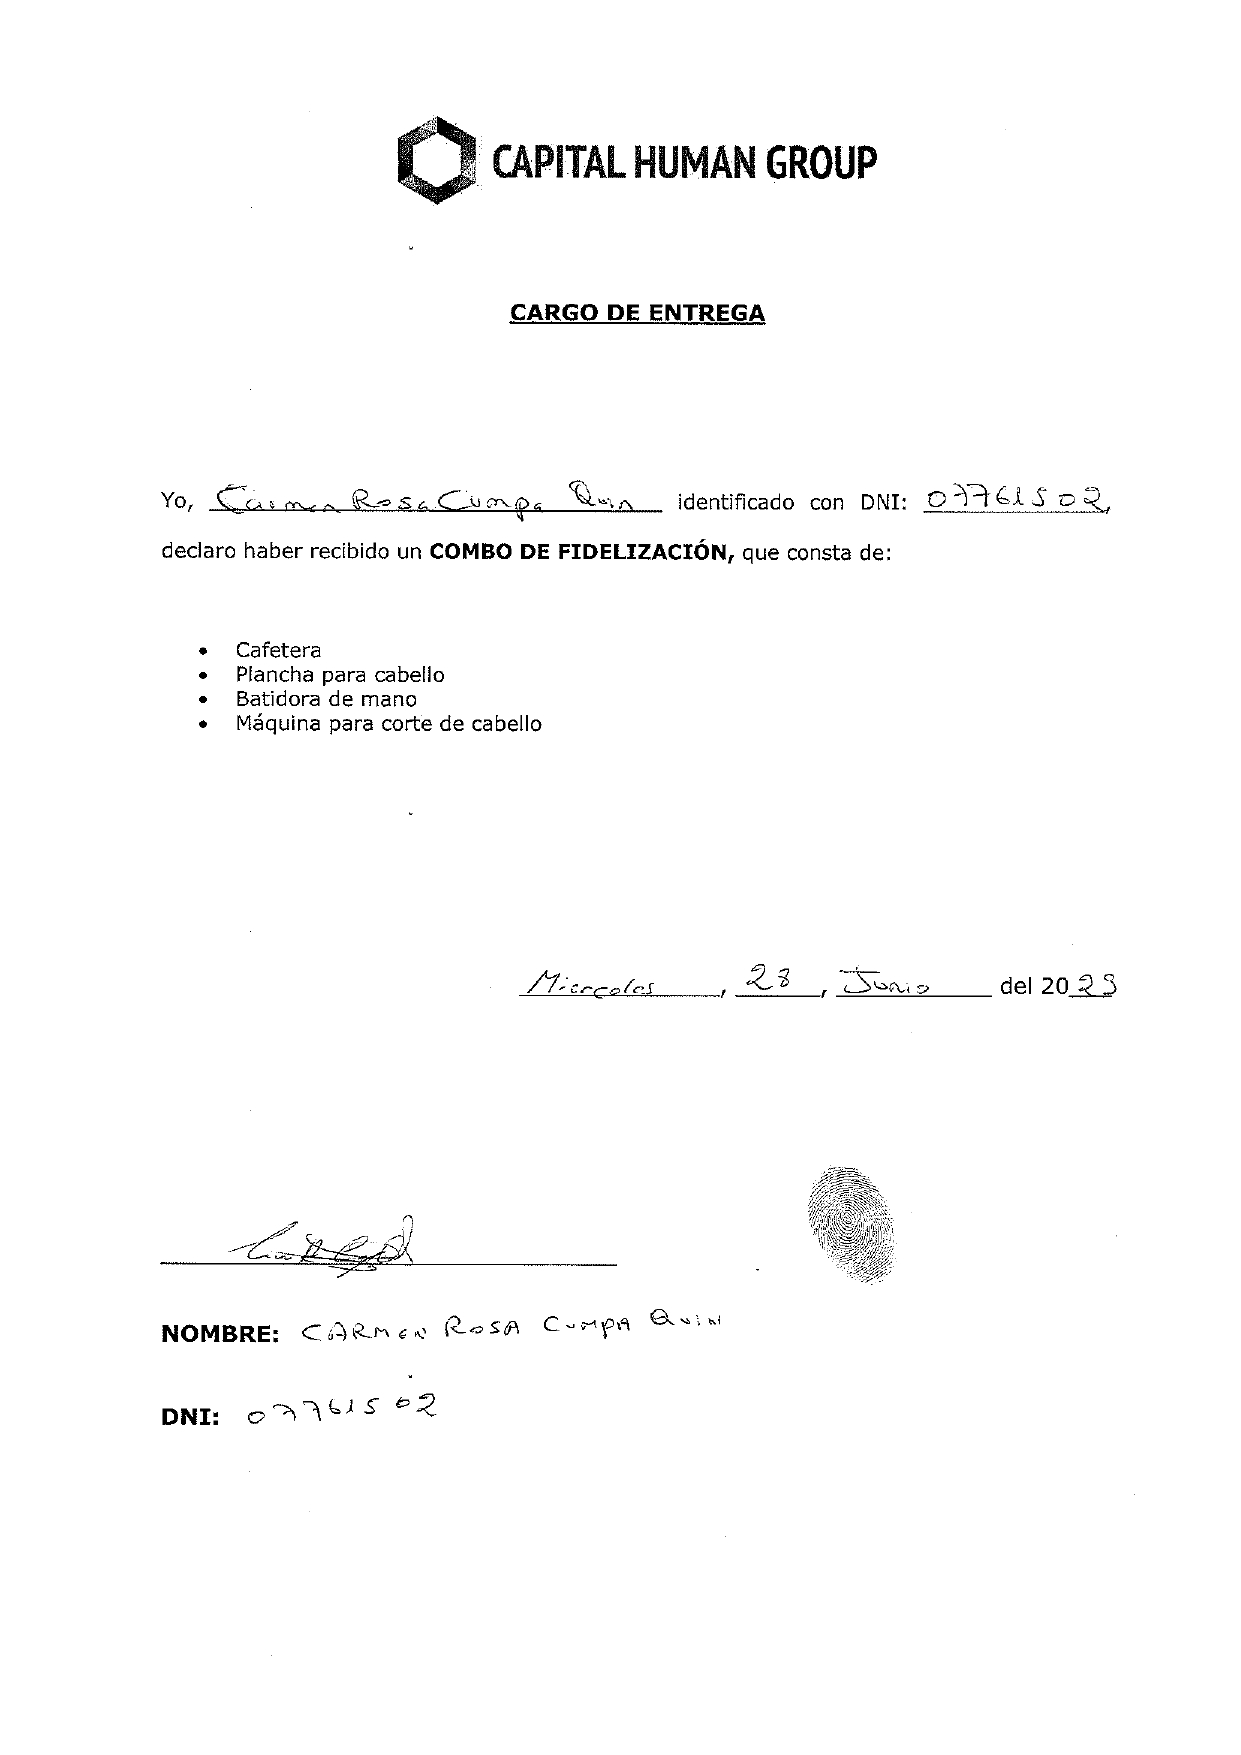 CAPITAL HUMAN GROUP
CARGO DE ENTREGA
Yo, Carmen Rosa Cumpa Quin identificado con DNI: 07761502,
declaro haber recibido un COMBO DE FIDELIZACIÓN, que consta de:
• Cafetera
• Plancha para cabello
• Batidora de mano
• Máquina para corte de cabello
Miercoles, 28, Junio del 2023
NOMBRE: CARMEN ROSA CUMPA QUIN
DNI: 07761502